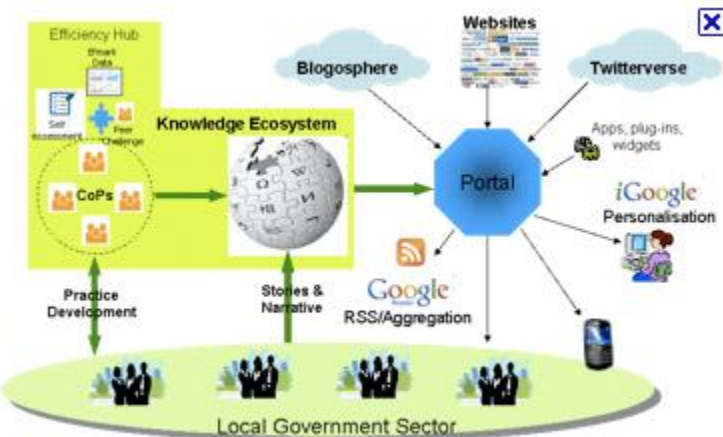 Efficiency Hub
Bmark
Data
Self
assessment
Peer
Challenge
CoPs
Knowledge Ecosystem
Websites
Blogosphere
Twitterverse
Apps, plug-ins,
widgets
Portal
iGoogle
Personalisation
Google
RSS/Aggregation
Practice
Development
Stories &
Narrative
Local Government Sector